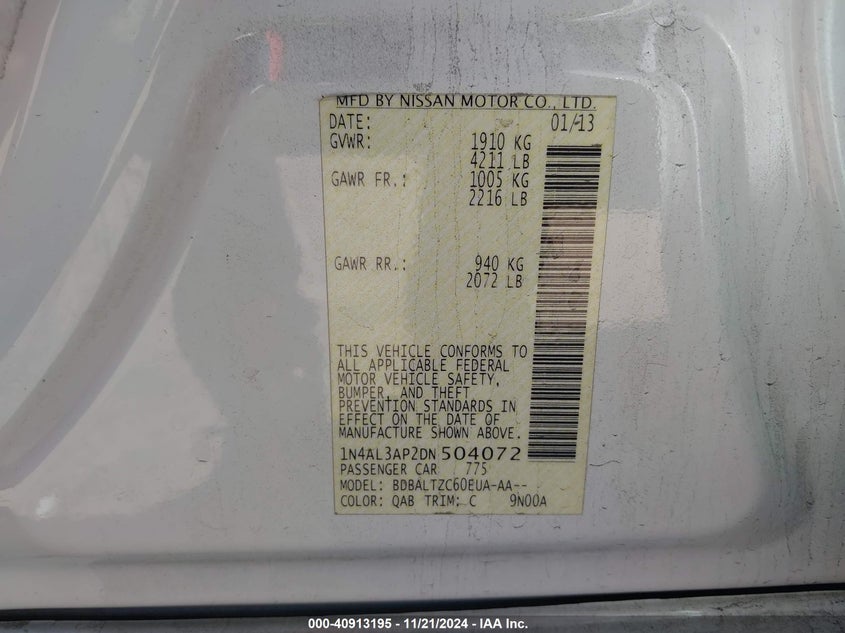 MFD BY NISSAN MOTOR CO., LTD.
DATE: 01/13
GVWR: 1910 KG
4211 LB
GAWR FR.: 1005 KG
2216 LB
GAWR RR.: 940 KG
2072 LB
THIS VEHICLE CONFORMS TO
ALL APPLICABLE FEDERAL
MOTOR VEHICLE SAFETY,
BUMPER, AND THEFT
PREVENTION STANDARDS IN
EFFECT ON THE DATE OF
MANUFACTURE SHOWN ABOVE.
1N4AL3AP2DN504072
PASSENGER CAR 775
MODEL: BDBALTZC60EUA-AA--
COLOR: QAB TRIM: C 9N00A
000-40913195 - 11/21/2024 - IAA Inc.